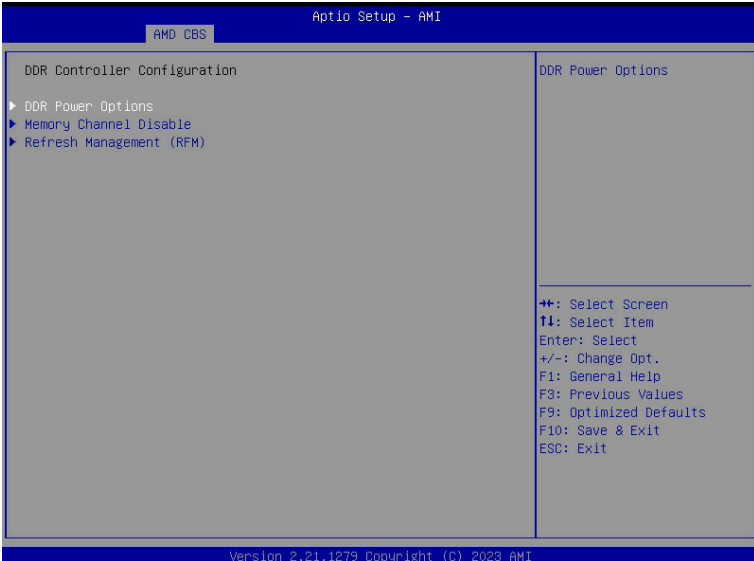 Aptio Setup – AMI
AMD CBS
DDR Controller Configuration
DDR Power Options
Memory Channel Disable
Refresh Management (RFM)
DDR Power Options
→←: Select Screen
↑↓: Select Item
Enter: Select
+/-: Change Opt.
F1: General Help
F3: Previous Values
F9: Optimized Defaults
F10: Save & Exit
ESC: Exit
Version 2.21.1279 Copyright (C) 2023 AMI